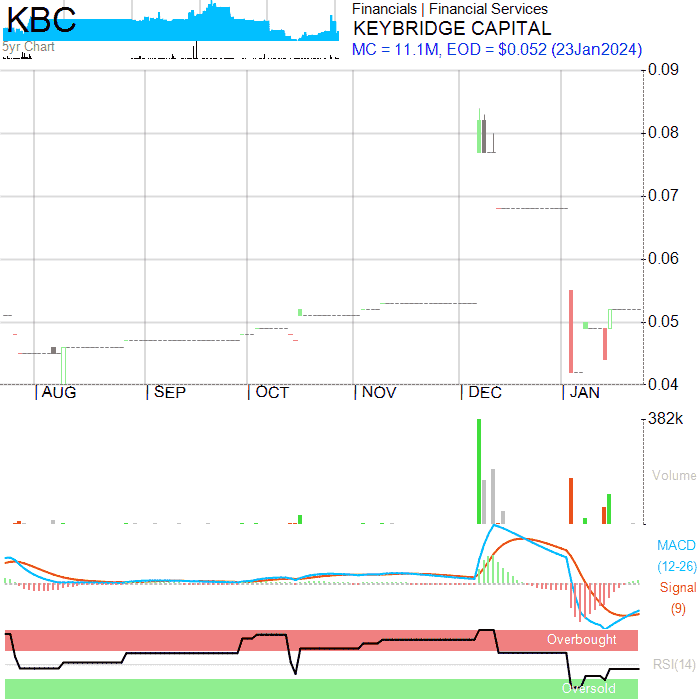 KBC
5yr Chart
Financials | Financial Services
KEYBRIDGE CAPITAL
MC = 11.1M, EOD = $0.052 (23Jan2024)
0.09
0.08
0.07
0.06
0.05
0.04
AUG SEP OCT NOV DEC JAN
382k
Volume
MACD
(12-26)
Signal
(9)
Overbought
RSI(14)
Oversold